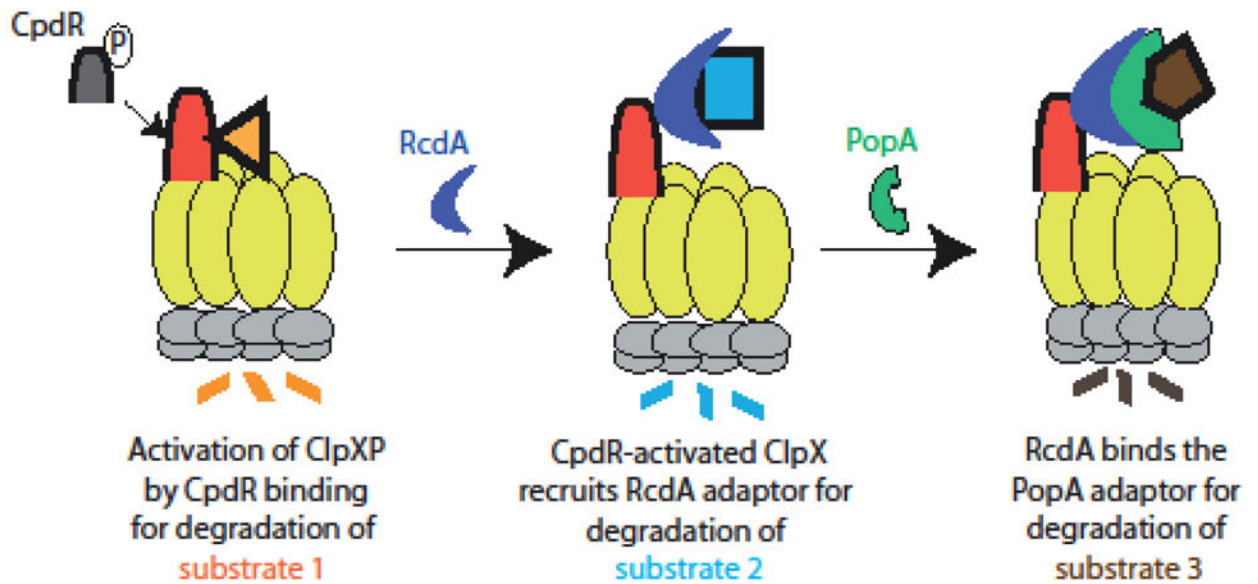 CpdR
P
RcdA
PopA
Activation of ClpXP
by CpdR binding
for degradation of
substrate 1
CpdR-activated ClpX
recruits RcdA adaptor for
degradation of
substrate 2
RcdA binds the
PopA adaptor for
degradation of
substrate 3